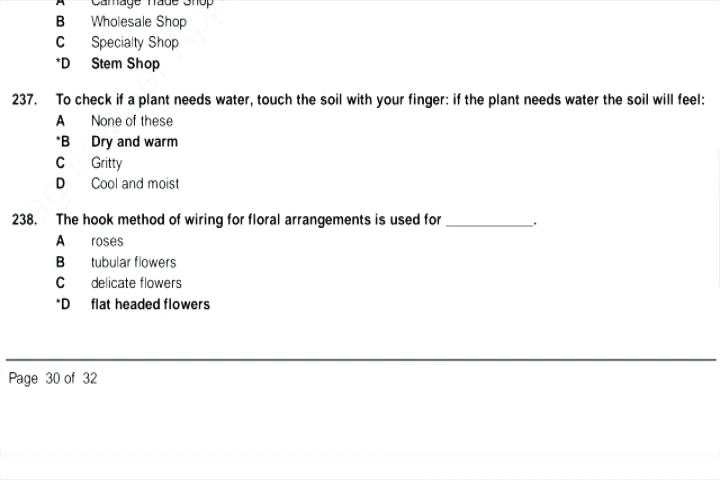 A Carriage Trade Shop
B Wholesale Shop
C Specialty Shop
*D Stem Shop
237. To check if a plant needs water, touch the soil with your finger: if the plant needs water the soil will feel:
A None of these
*B Dry and warm
C Gritty
D Cool and moist
238. The hook method of wiring for floral arrangements is used for ____________.
A roses
B tubular flowers
C delicate flowers
*D flat headed flowers
Page 30 of 32